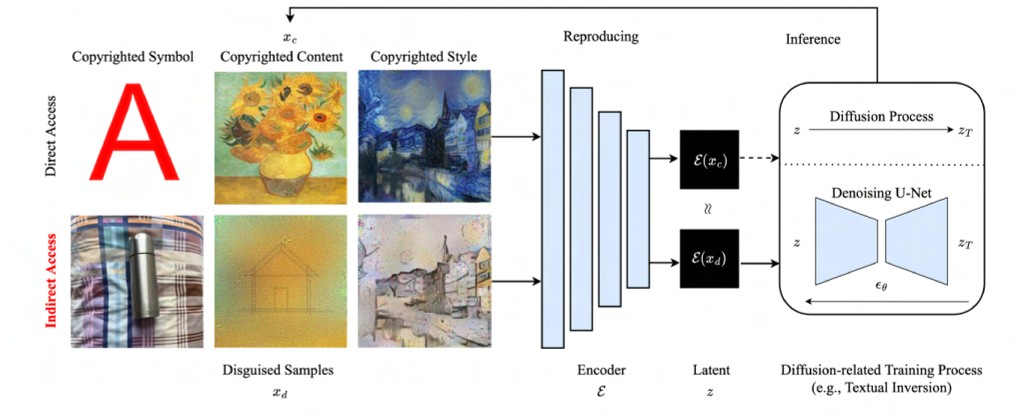 x_c
Reproducing
Inference
Copyrighted Symbol
Copyrighted Content
Copyrighted Style
Direct Access
A
Diffusion Process
z
z_T
ℰ(x_c)
≈
Denoising U-Net
Indirect Access
z
z_T
ℰ(x_d)
ϵ_θ
Disguised Samples
x_d
Encoder
ℰ
Latent
z
Diffusion-related Training Process
(e.g., Textual Inversion)